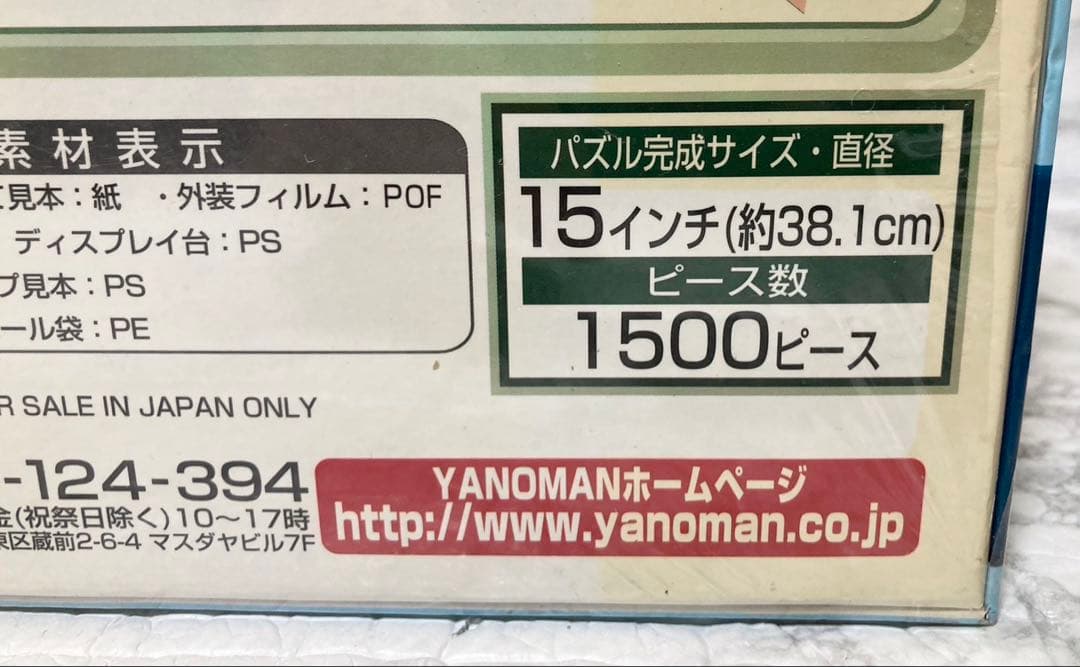 素材表示
見本：紙　・外装フィルム：POF
ディスプレイ台：PS
プ見本：PS
ール袋：PE
パズル完成サイズ・直径
15インチ(約38.1cm)
ピース数
1500ピース
R SALE IN JAPAN ONLY
-124-394
金(祝祭日除く)10～17時
東区蔵前2-6-4 マスダヤビル7F
YANOMANホームページ
http://www.yanoman.co.jp